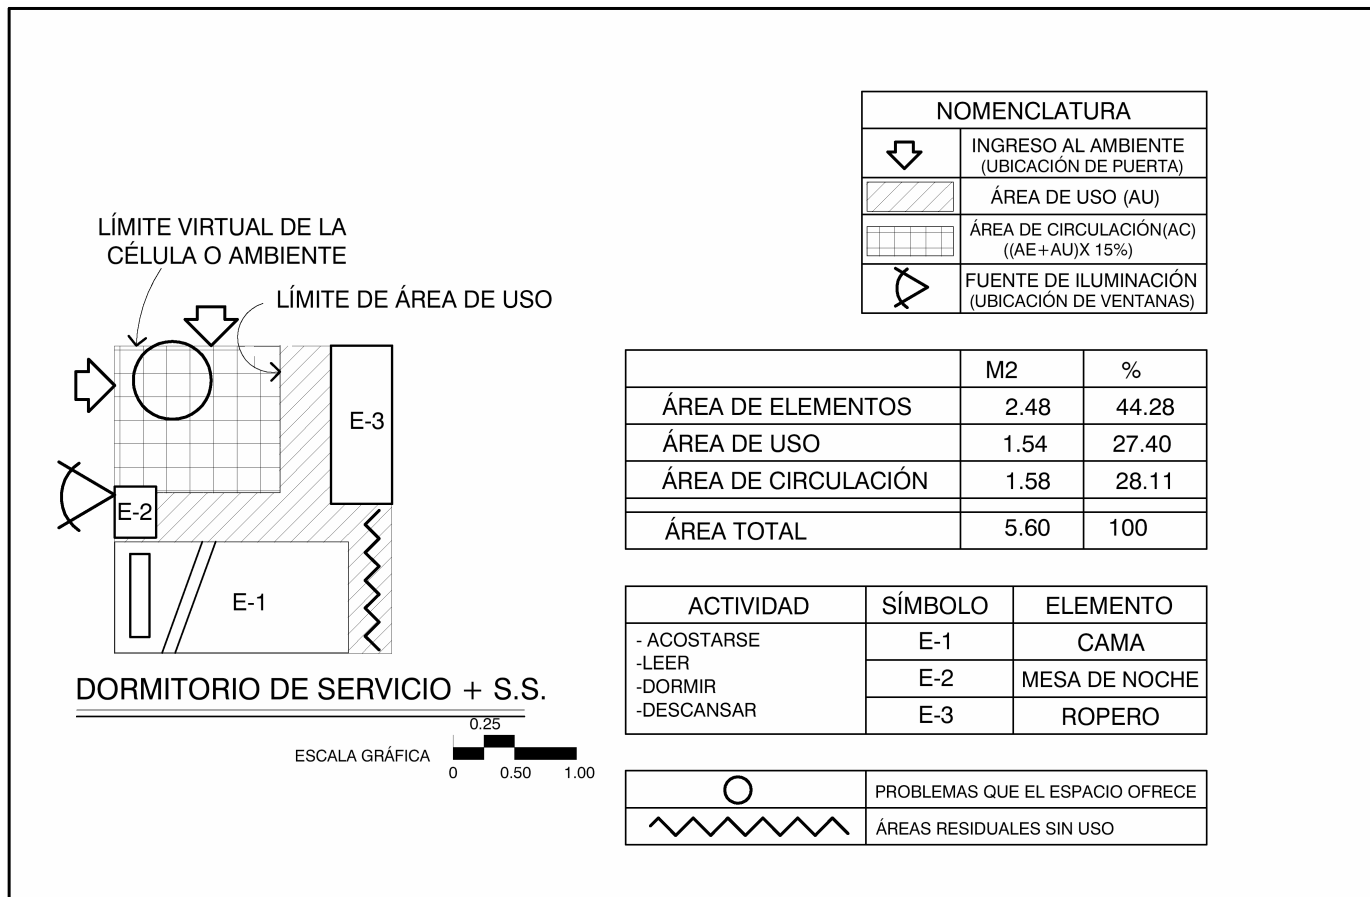 NOMENCLATURA
INGRESO AL AMBIENTE
(UBICACIÓN DE PUERTA)
ÁREA DE USO (AU)
ÁREA DE CIRCULACIÓN(AC)
((AE+AU)X 15%)
FUENTE DE ILUMINACIÓN
(UBICACIÓN DE VENTANAS)
LÍMITE VIRTUAL DE LA
CÉLULA O AMBIENTE
LÍMITE DE ÁREA DE USO
E-3
E-2
E-1
DORMITORIO DE SERVICIO + S.S.
ESCALA GRÁFICA
0.25
0 0.50 1.00
M2 %
ÁREA DE ELEMENTOS 2.48 44.28
ÁREA DE USO 1.54 27.40
ÁREA DE CIRCULACIÓN 1.58 28.11
ÁREA TOTAL 5.60 100
ACTIVIDAD SÍMBOLO ELEMENTO
- ACOSTARSE
-LEER
-DORMIR
-DESCANSAR
E-1 CAMA
E-2 MESA DE NOCHE
E-3 ROPERO
PROBLEMAS QUE EL ESPACIO OFRECE
ÁREAS RESIDUALES SIN USO